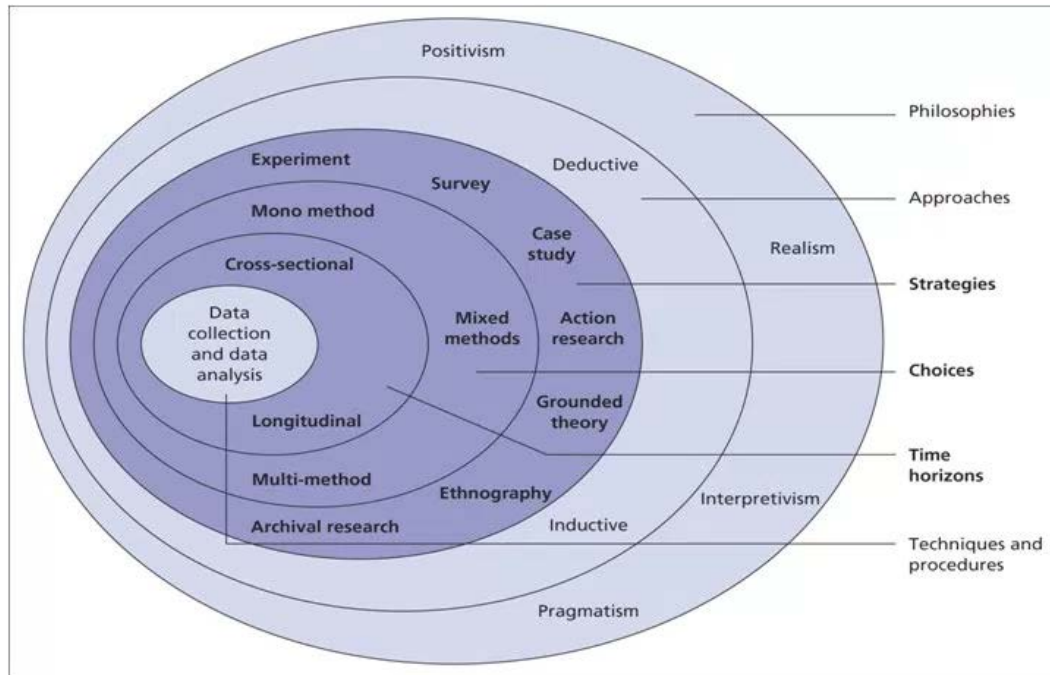 Positivism
Philosophies
Experiment
Deductive
Survey
Approaches
Mono method
Case
study
Realism
Cross-sectional
Strategies
Data
collection
and data
analysis
Mixed
methods
Action
research
Choices
Grounded
theory
Longitudinal
Time
horizons
Multi-method
Ethnography
Interpretivism
Archival research
Inductive
Techniques and
procedures
Pragmatism